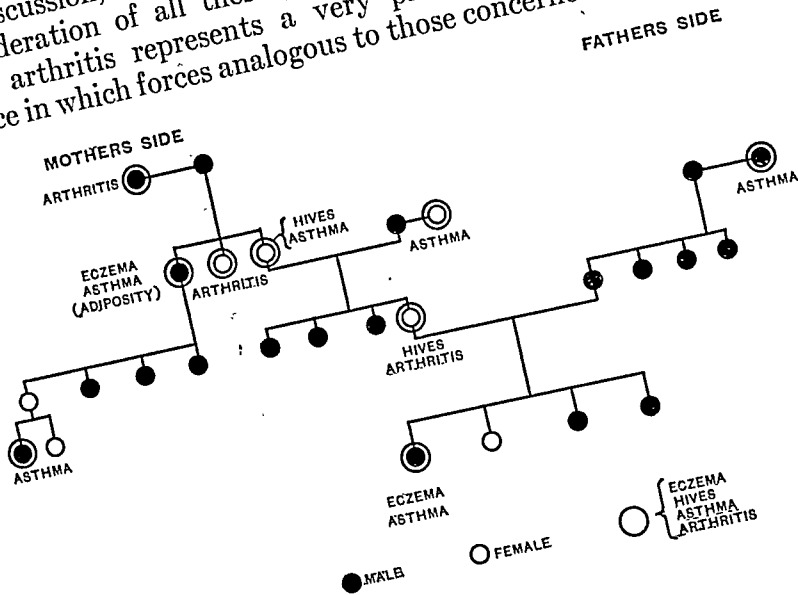 scussion,
deration of all
arthritis represents a very
ce in which forces analogous to those
FATHERS SIDE
MOTHERS SIDE
ARTHRITIS
ASTHMA
HIVES
ASTHMA
ASTHMA
ECZEMA
ASTHMA
(ADIPOSITY)
ARTHRITIS
HIVES
ARTHRITIS
ASTHMA
ECZEMA
ASTHMA
ECZEMA
HIVES
ASTHMA
ARTHRITIS
FEMALE
MALE